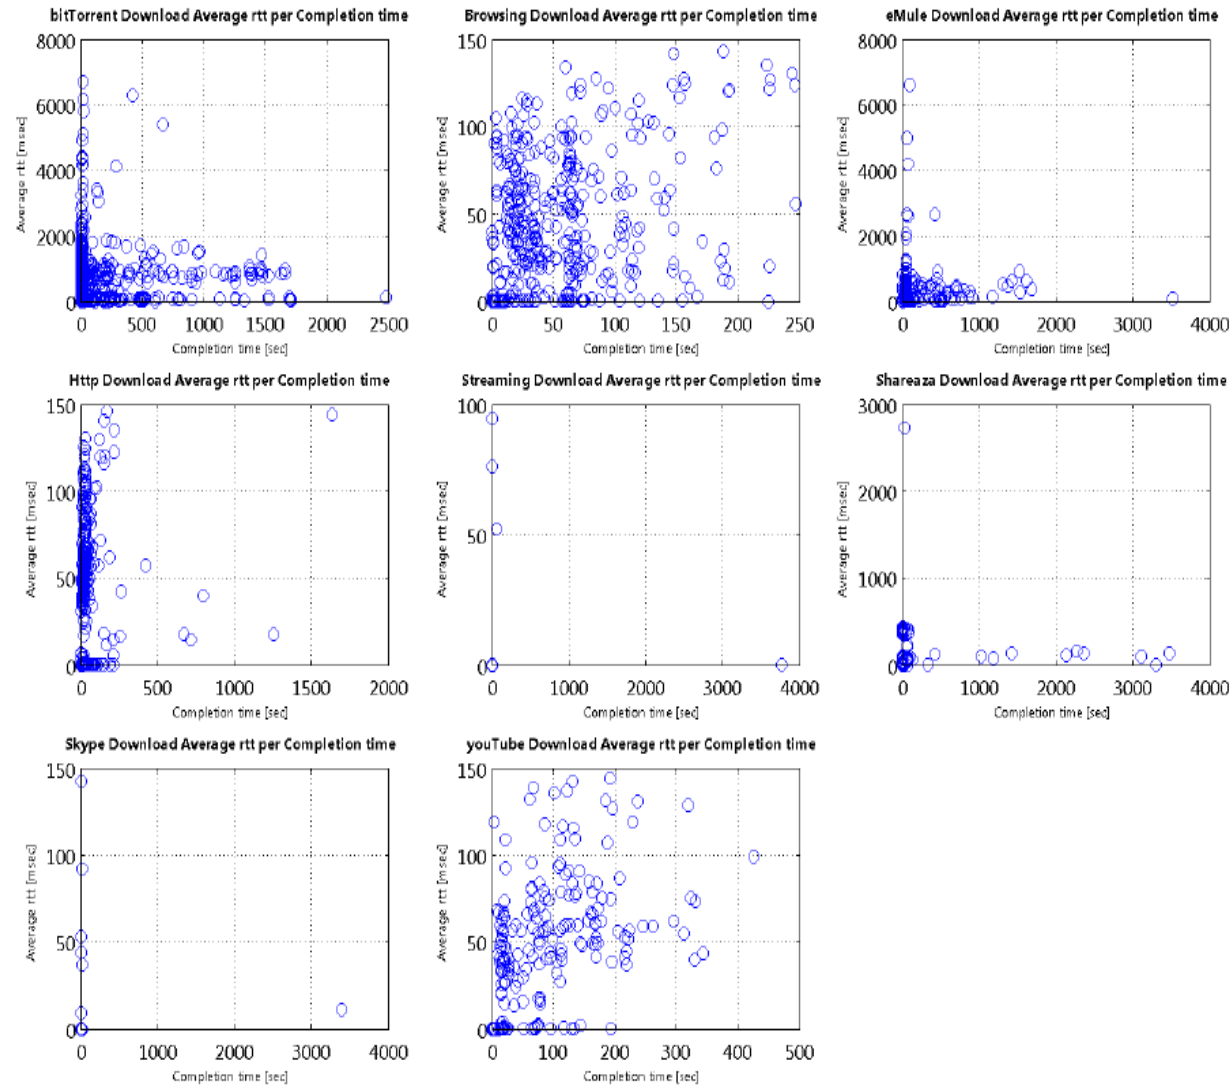 bitTorrent Download Average rtt per Completion time
8000
6000
4000
2000
0
Average rtt [msec]
0 500 1000 1500 2000 2500
Completion time [sec]
Browsing Download Average rtt per Completion time
150
100
50
0
Average rtt [msec]
0 50 100 150 200 250
Completion time [sec]
eMule Download Average rtt per Completion time
8000
6000
4000
2000
0
Average rtt [msec]
0 1000 2000 3000 4000
Completion time [sec]
Http Download Average rtt per Completion time
150
100
50
0
Average rtt [msec]
0 500 1000 1500 2000
Completion time [sec]
Streaming Download Average rtt per Completion time
100
50
0
Average rtt [msec]
0 1000 2000 3000 4000
Completion time [sec]
Shareaza Download Average rtt per Completion time
3000
2000
1000
0
Average rtt [msec]
0 1000 2000 3000 4000
Completion time [sec]
Skype Download Average rtt per Completion time
150
100
50
0
Average rtt [msec]
0 1000 2000 3000 4000
Completion time [sec]
youTube Download Average rtt per Completion time
150
100
50
0
Average rtt [msec]
0 100 200 300 400 500
Completion time [sec]